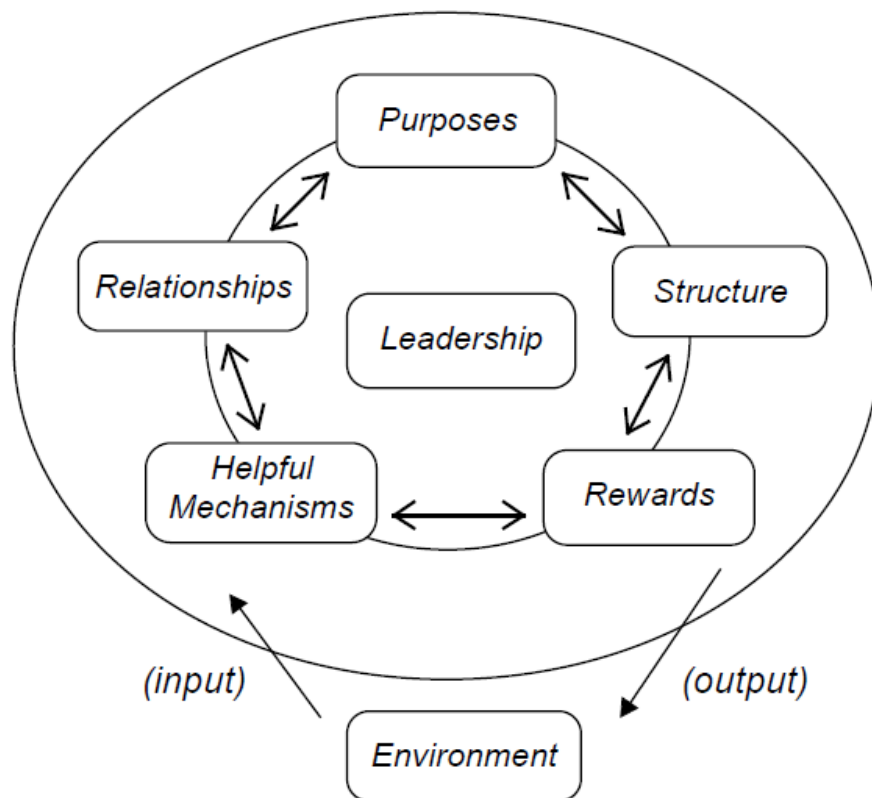 Purposes
Relationships
Structure
Leadership
Helpful
Mechanisms
Rewards
(input)
(output)
Environment